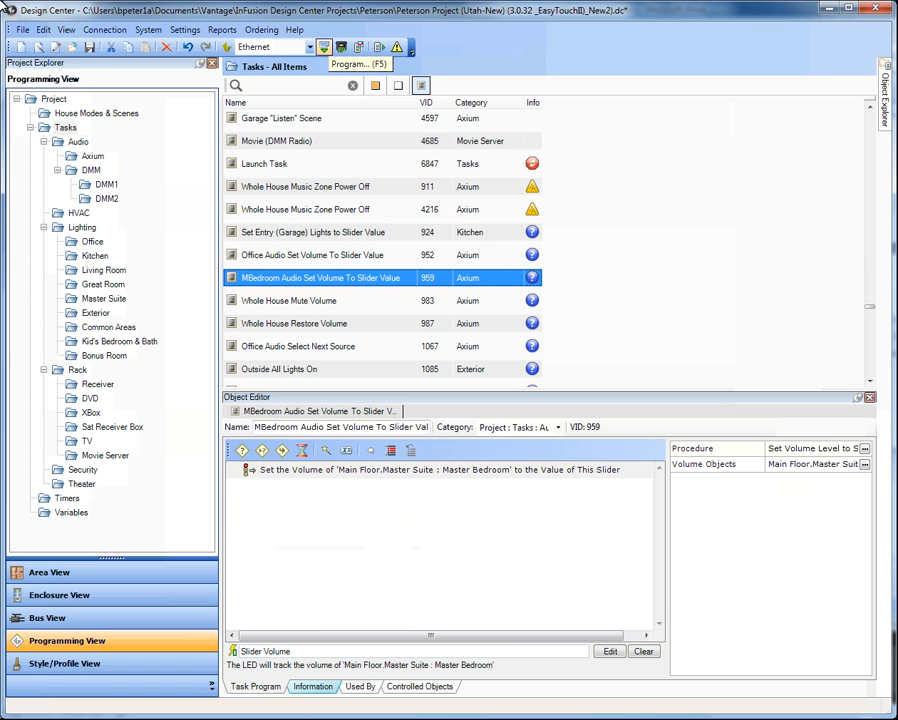 Design Center - C:\Users\bpeter1a\Documents\Vantage\InFusion Design Center Projects\Peterson\Peterson Project (Utah-New) (3.0.32 _EasyTouchII)_New2).dc*
File Edit View Connection System Settings Reports Ordering Help
Ethernet
Program... (F5)
Project Explorer
Programming View
Project
House Modes & Scenes
Tasks
Audio
Axium
DMM
DMM1
DMM2
HVAC
Lighting
Office
Kitchen
Living Room
Great Room
Master Suite
Exterior
Common Areas
Kid's Bedroom & Bath
Bonus Room
Rack
Receiver
DVD
XBox
Sat Receiver Box
TV
Movie Server
Security
Theater
Timers
Variables
Area View
Enclosure View
Bus View
Programming View
Style/Profile View
Tasks - All Items
Name VID Category Info
Garage "Listen" Scene 4597 Axium
Movie (DMM Radio) 4685 Movie Server
Launch Task 6847 Tasks
Whole House Music Zone Power Off 911 Axium
Whole House Music Zone Power Off 4216 Axium
Set Entry (Garage) Lights to Slider Value 924 Kitchen
Office Audio Set Volume To Slider Value 952 Axium
MBedroom Audio Set Volume To Slider Value 959 Axium
Whole House Mute Volume 983 Axium
Whole House Restore Volume 987 Axium
Office Audio Select Next Source 1067 Axium
Outside All Lights On 1085 Exterior
Object Editor
MBedroom Audio Set Volume To Slider V...
Name: MBedroom Audio Set Volume To Slider Val Category: Project : Tasks : Au VID: 959
Set the Volume of 'Main Floor.Master Suite : Master Bedroom' to the Value of This Slider
Procedure Set Volume Level to S
Volume Objects Main Floor.Master Suit
Slider Volume Edit Clear
The LED will track the volume of 'Main Floor.Master Suite : Master Bedroom'
Task Program Information Used By Controlled Objects
Object Explorer